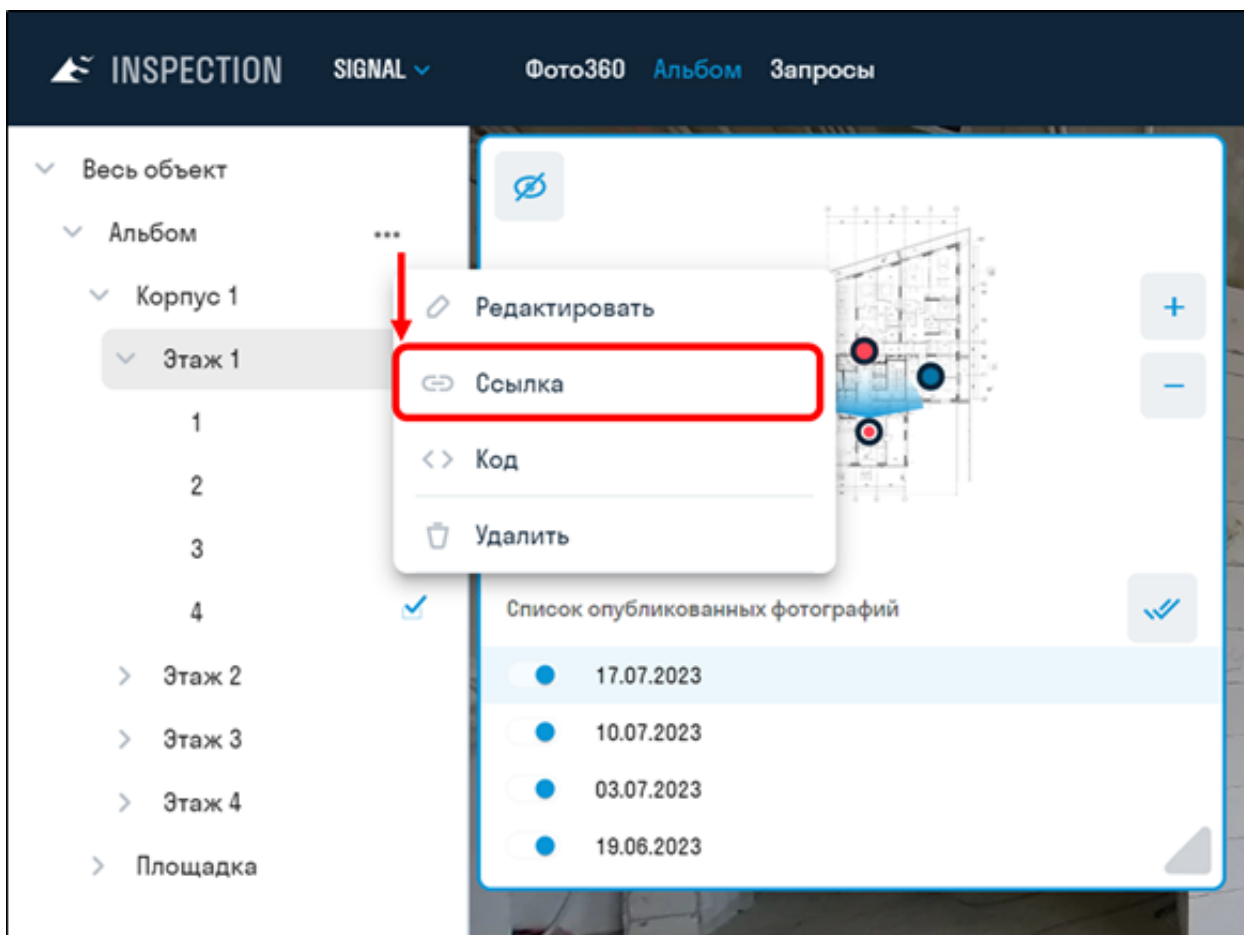 INSPECTION SIGNAL Фото360 Альбом Запросы
Весь объект
Альбом
Корпус 1
Этаж 1
1
2
3
4
Этаж 2
Этаж 3
Этаж 4
Площадка
Редактировать
Ссылка
Код
Удалить
Список опубликованных фотографий
17.07.2023
10.07.2023
03.07.2023
19.06.2023